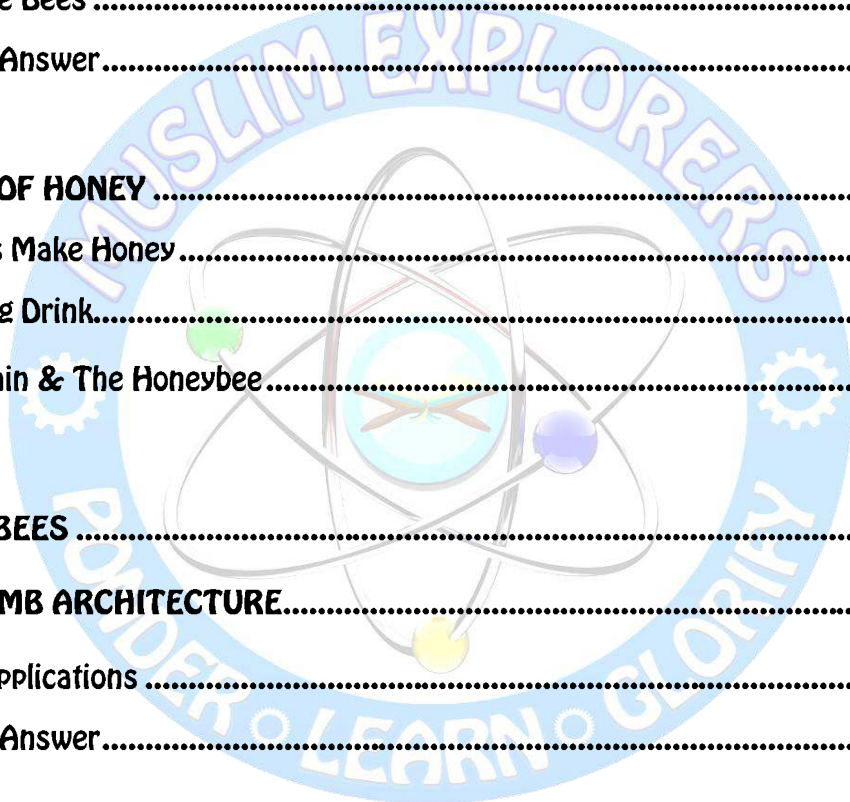 e Bees ........................................
Answer........................................
OF HONEY ........................................
s Make Honey ........................................
g Drink........................................
in & The Honeybee........................................
BEES ........................................
MB ARCHITECTURE........................................
pplications ........................................
Answer........................................
MUSLIM EXPLORERS
PONDER LEARN GLORIFY